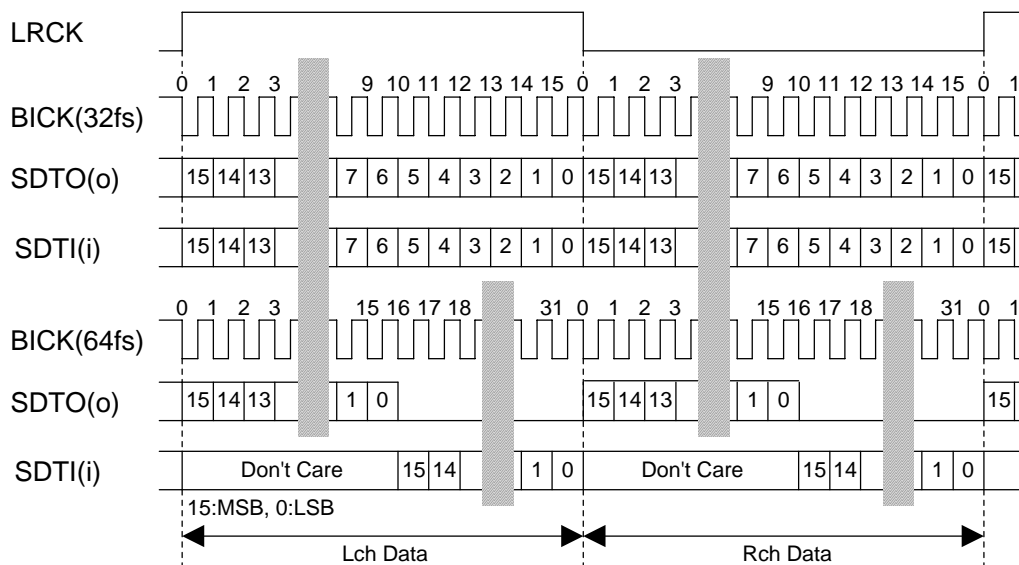 LRCK
0 1 2 3 9 10 11 12 13 14 15 0 1 2 3 9 10 11 12 13 14 15 0 1
BICK(32fs)
SDTO(o) 15 14 13 7 6 5 4 3 2 1 0 15 14 13 7 6 5 4 3 2 1 0 15
SDTI(i) 15 14 13 7 6 5 4 3 2 1 0 15 14 13 7 6 5 4 3 2 1 0 15
0 1 2 3 15 16 17 18 31 0 1 2 3 15 16 17 18 31 0 1
BICK(64fs)
SDTO(o) 15 14 13 1 0 15 14 13 1 0 15
SDTI(i) Don't Care 15 14 1 0 Don't Care 15 14 1 0
15:MSB, 0:LSB
Lch Data Rch Data